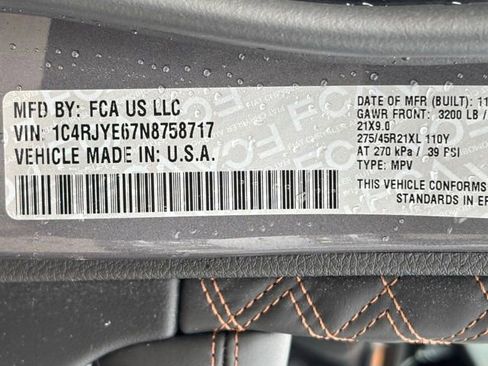 MFD BY: FCA US LLC
VIN: 1C4RJYE67N8758717
VEHICLE MADE IN: U.S.A.
DATE OF MFR (BUILT): 11
GAWR FRONT: 3200 LB /
21X9.0
275/45R21XL 110Y
AT 270 kPa / 39 PSI
TYPE: MPV
THIS VEHICLE CONFORMS
STANDARDS IN EF